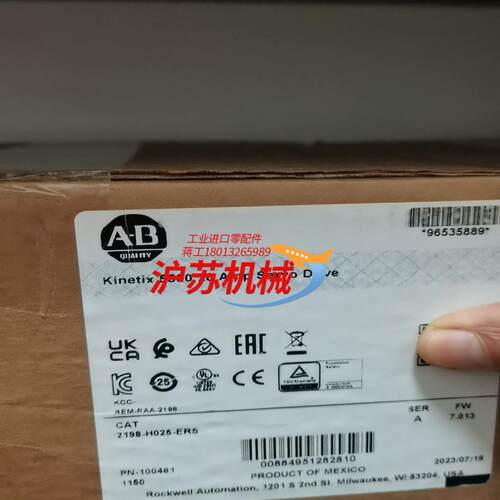 A-B
QUALITY
*96535889*
工业进口零配件
蒋工18013265989
沪苏机械
Kinetix Servo Drive
UK
CA
EAC
25
KCC-
REM-RAA-2198
CAT
2198-H025-ERS
SER
A
FW
7.013
00884951282810
PN-100461
1150
PRODUCT OF MEXICO
2023/07/19
Rockwell Automation, 1201 S 2nd St. Milwaukee, WI 53204, USA